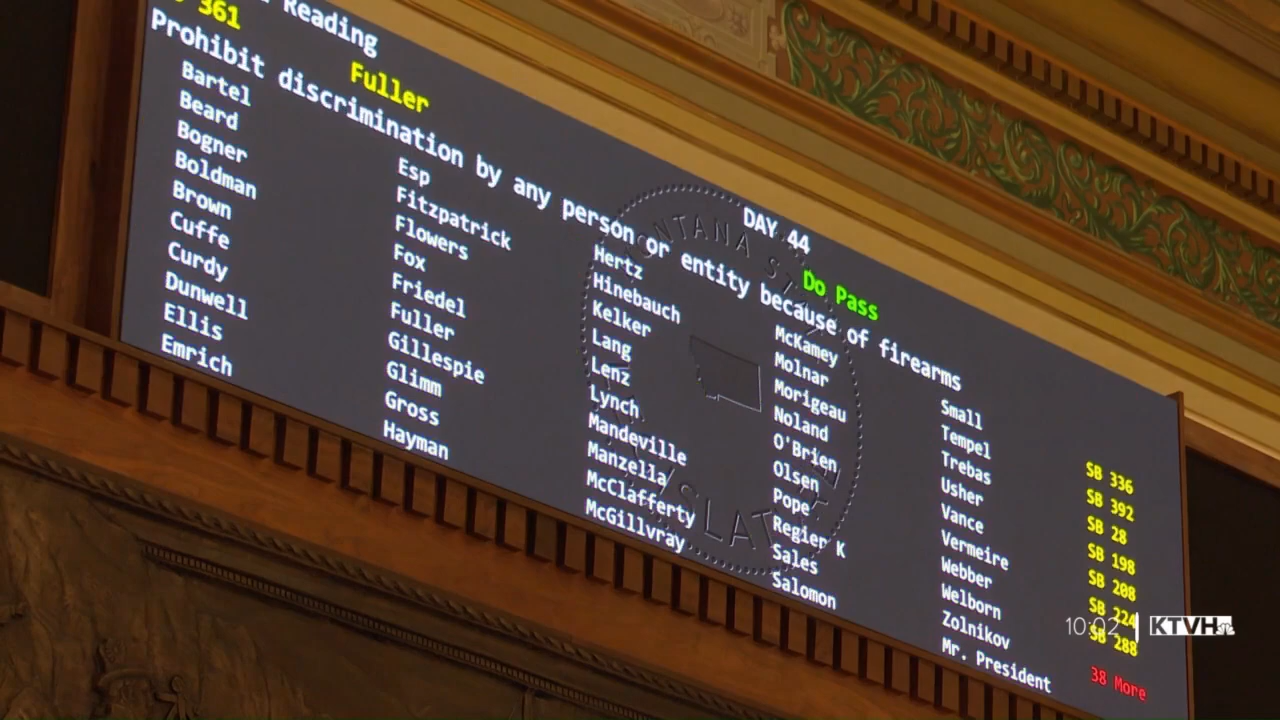 Reading
361
Fuller
DAY 44
Do Pass
Prohibit discrimination by any person or entity because of firearms
Bartel
Beard
Bogner
Boldman
Brown
Cuffe
Curdy
Dunwell
Ellis
Emrich
Esp
Fitzpatrick
Flowers
Fox
Friedel
Fuller
Gillespie
Glimm
Gross
Hayman
Hertz
Hinebauch
Kelker
Lang
Lenz
Lynch
Mandeville
Manzella
McClafferty
McGillvray
McKamey
Molnar
Morigeau
Noland
O'Brien
Olsen
Pope
Regier K
Sales
Salomon
Small
Tempel
Trebas
Usher
Vance
Vermeire
Webber
Welborn
Zolnikov
Mr. President
SB 336
SB 392
SB 28
SB 198
SB 208
SB 224
SB 288
38 More
10:02
KTVH